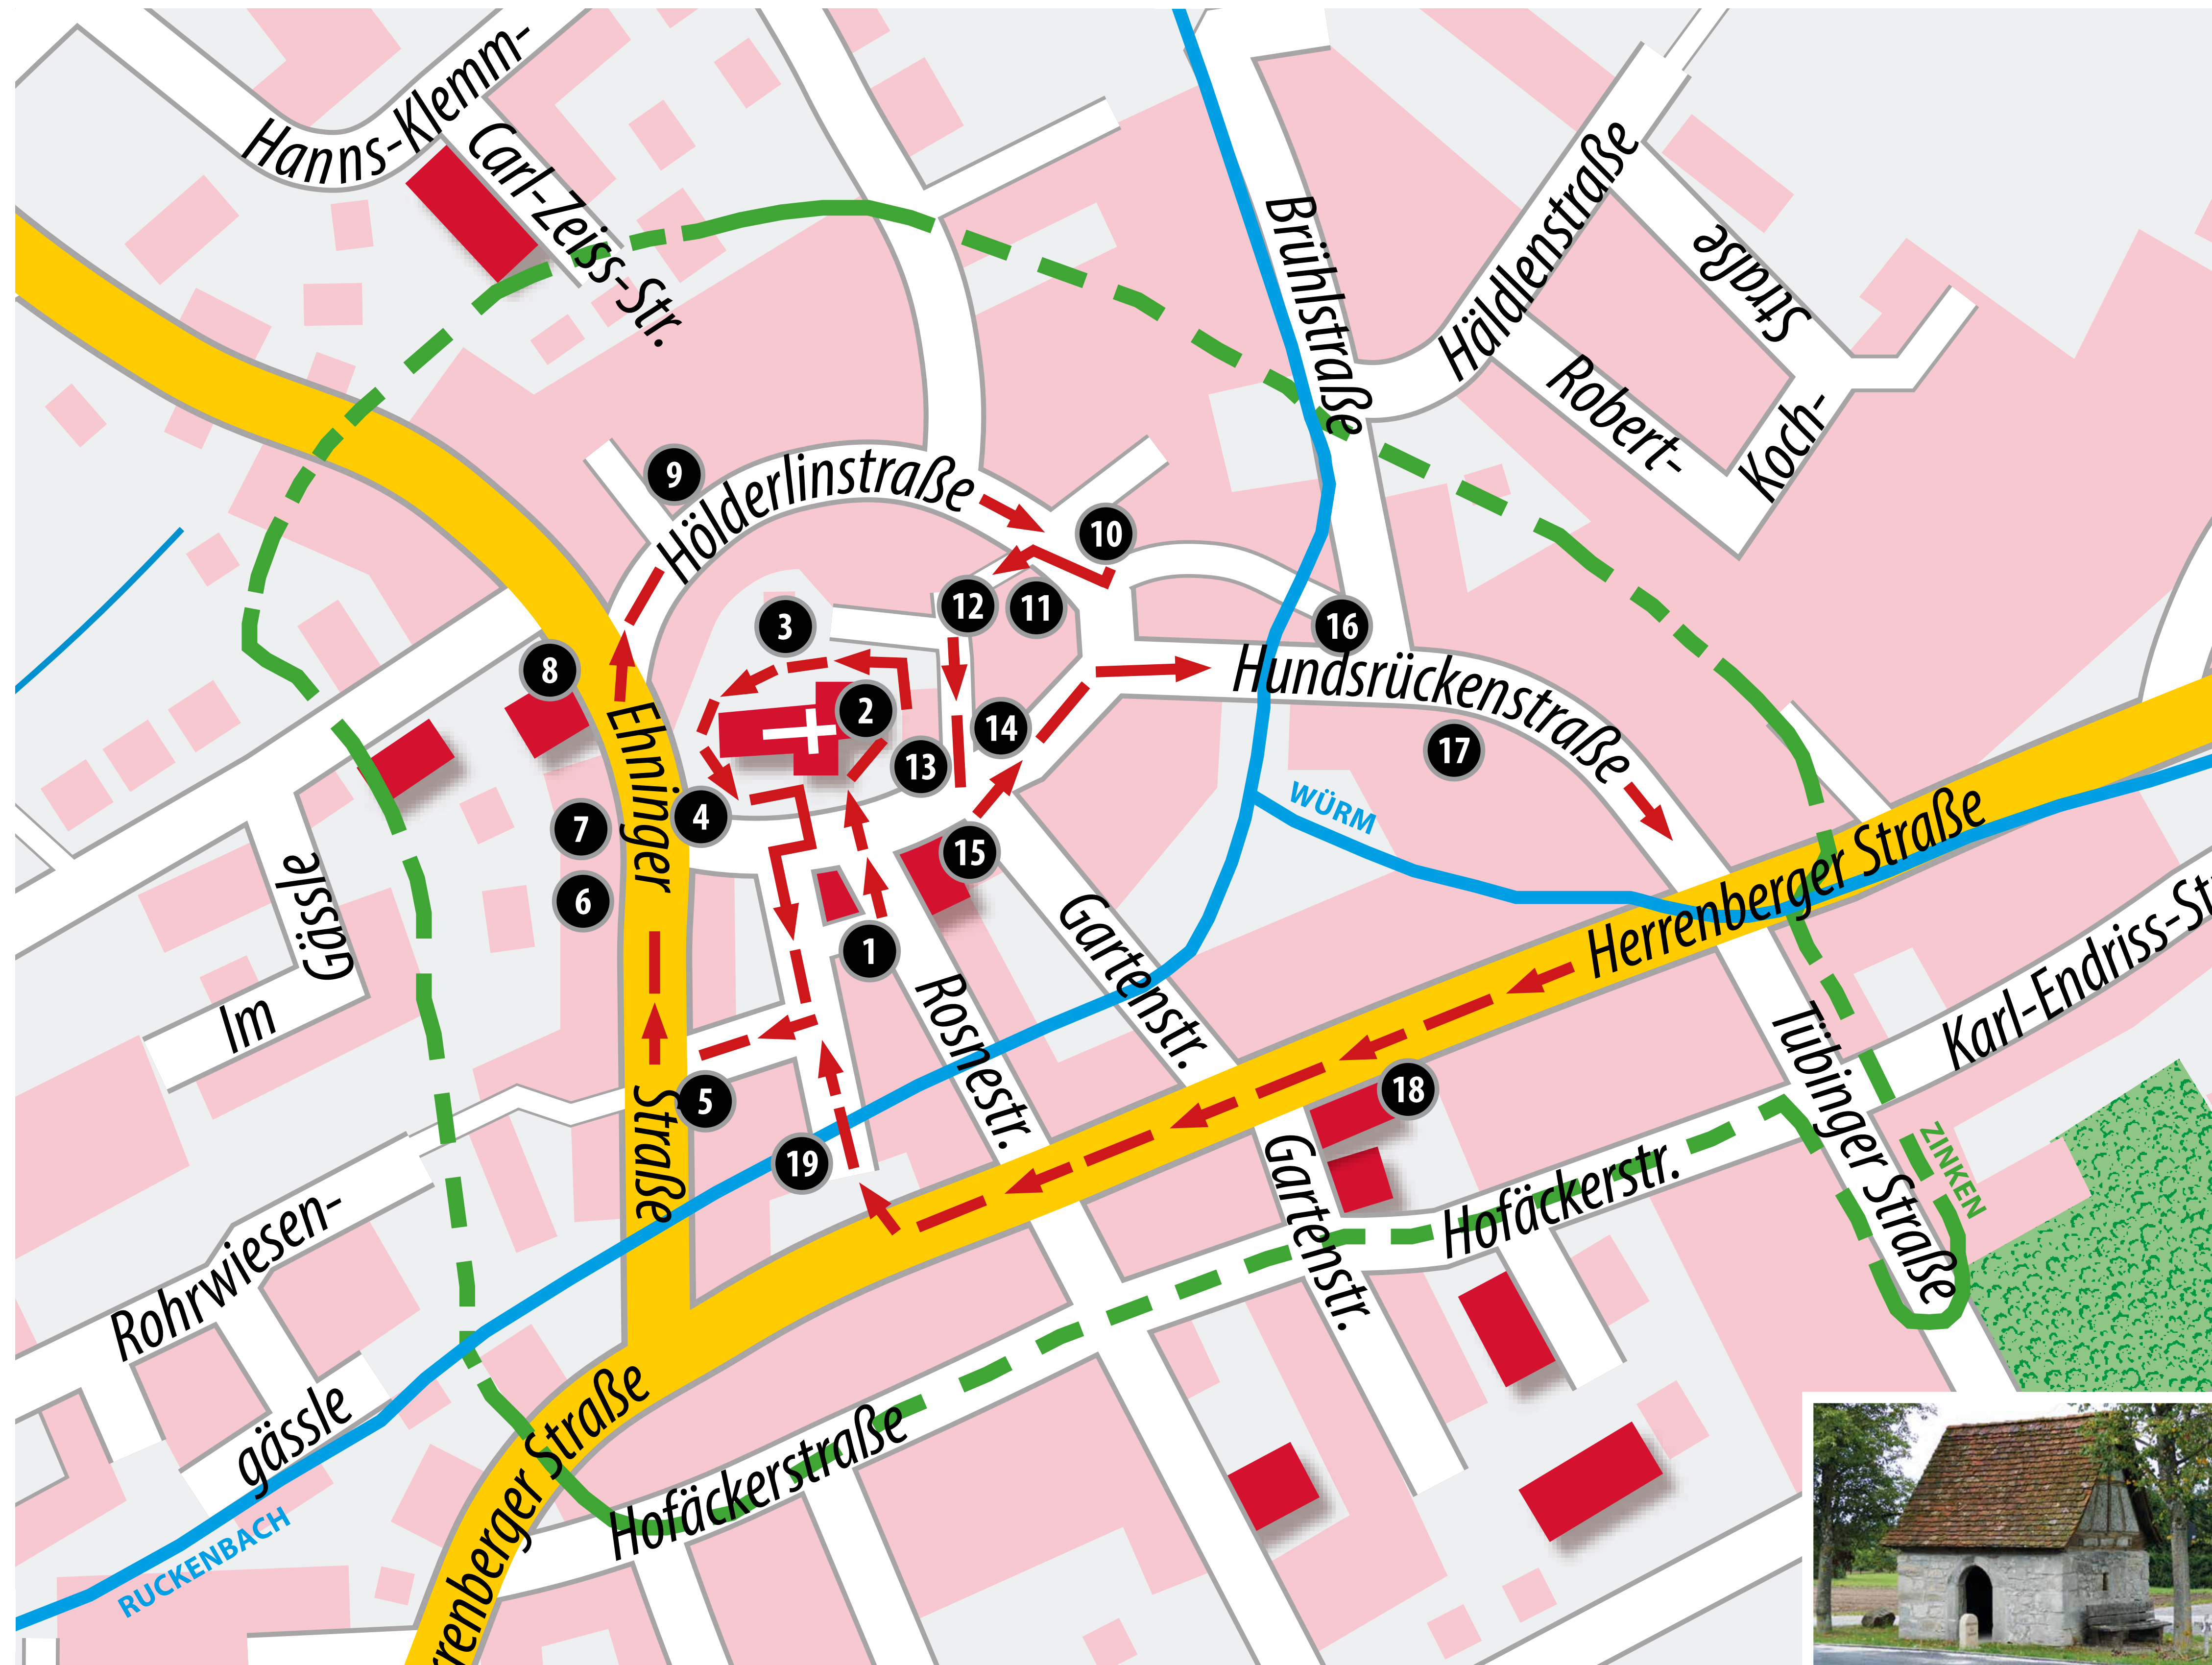 Hanns-Klemm-
Carl-Zeiss-Str.
Brühlstraße
Häldlenstraße
Straße
Robert-
Koch-
9
Hölderlinstraße
10
12
11
3
16
8
Hundsrückenstraße
2
14
13
17
Ehninger
4
7
15
WÜRM
Herrenberger Straße
Gässle
6
Gartenstr.
1
Im
Rosnestr.
Karl-Endriss-St
Tübinger Straße
5
18
Straße
19
ZINKEN
Gartenstr.
Hofäckerstr.
Rohrwiesen-
gässle
rrenberger Straße
Hofäckerstraße
RUCKENBACH